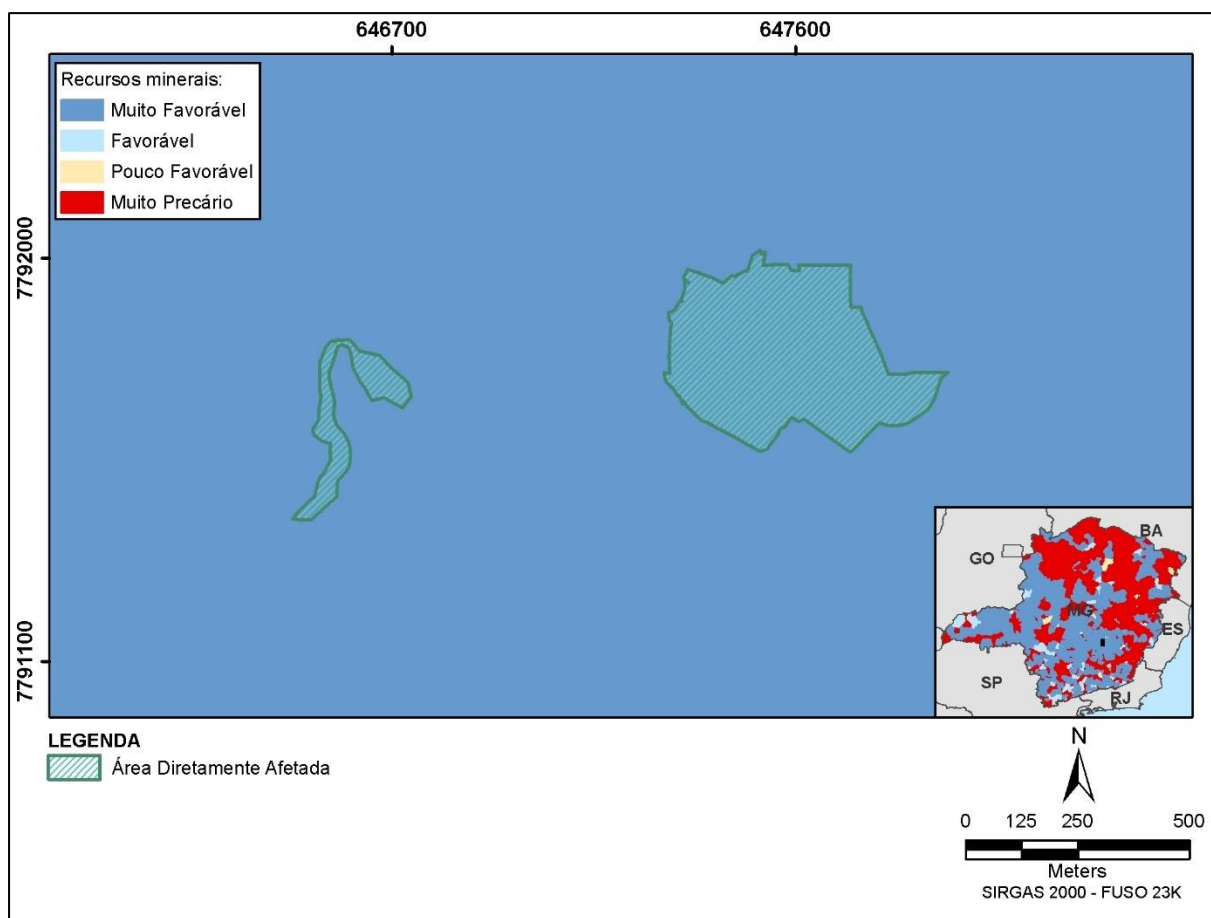 646700
647600
Recursos minerais:
Muito Favorável
Favorável
Pouco Favorável
Muito Precário
7792000
7791100
BA
GO
MG
ES
SP
RJ
LEGENDA
Área Diretamente Afetada
N
0 125 250 500
Meters
SIRGAS 2000 - FUSO 23K